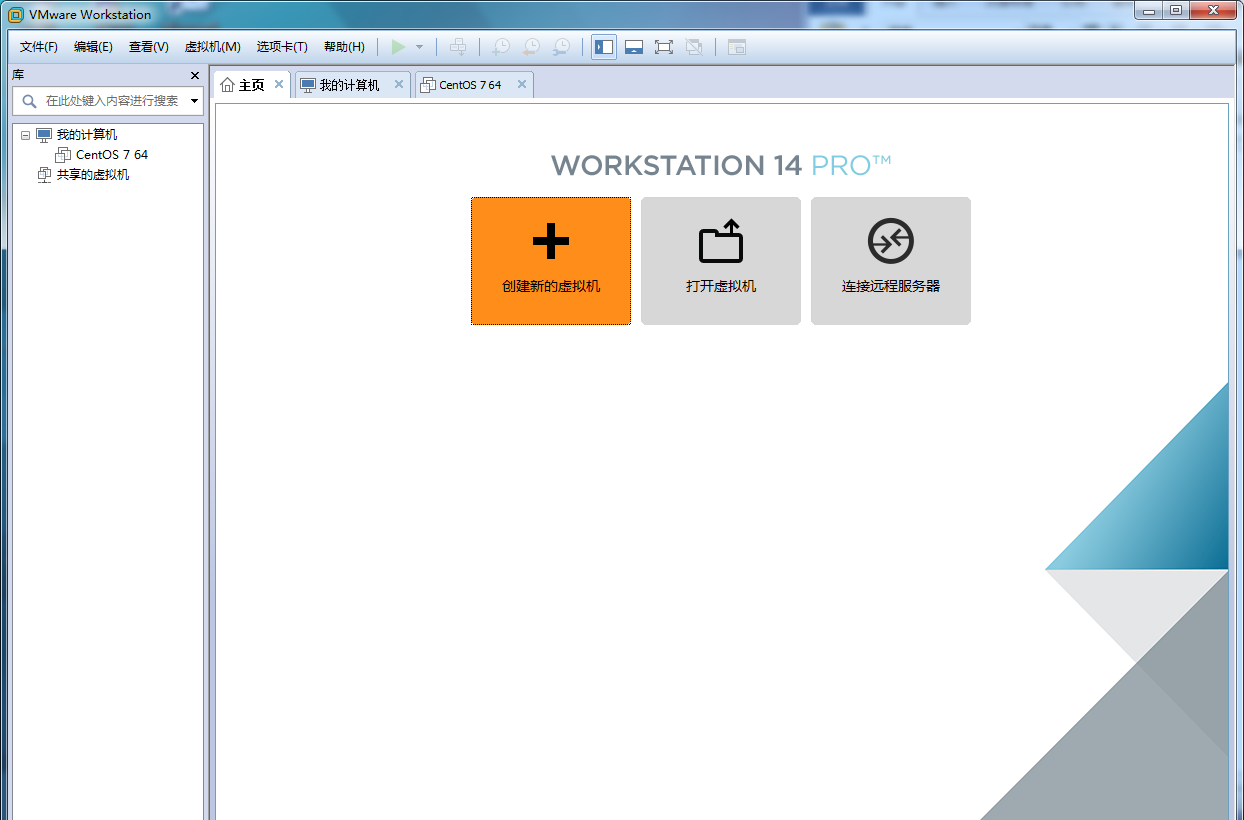 VMware Workstation
文件(F) 编辑(E) 查看(V) 虚拟机(M) 选项卡(T) 帮助(H)
库
在此处键入内容进行搜索
我的计算机
CentOS 7 64
共享的虚拟机
主页 我的计算机 CentOS 7 64
WORKSTATION 14 PRO™
创建新的虚拟机 打开虚拟机 连接远程服务器